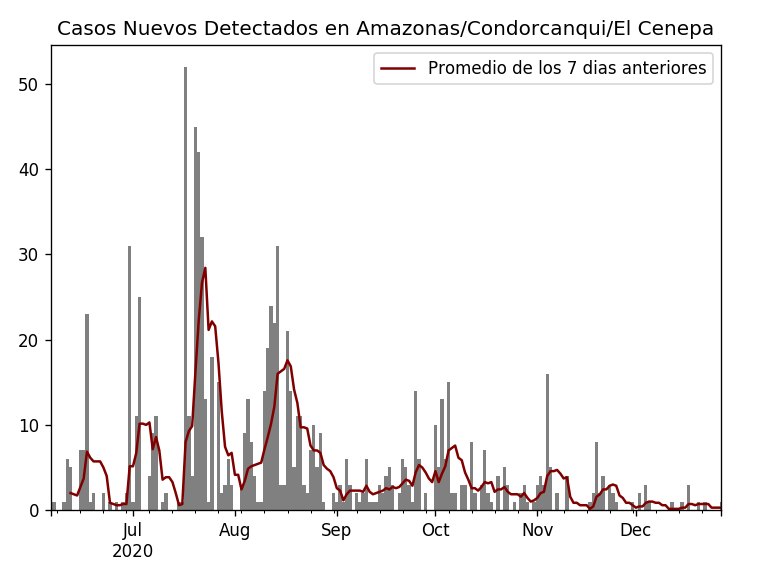 Casos Nuevos Detectados en Amazonas/Condorcanqui/El Cenepa
Promedio de los 7 dias anteriores
50
40
30
20
10
0
Jul
2020
Aug
Sep
Oct
Nov
Dec